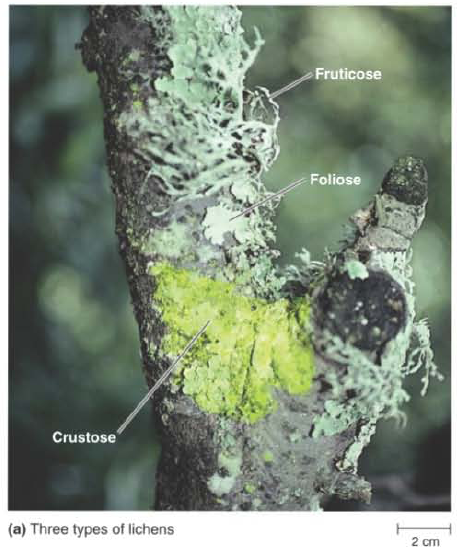 Fruticose
Foliose
Crustose
(a) Three types of lichens
2 cm